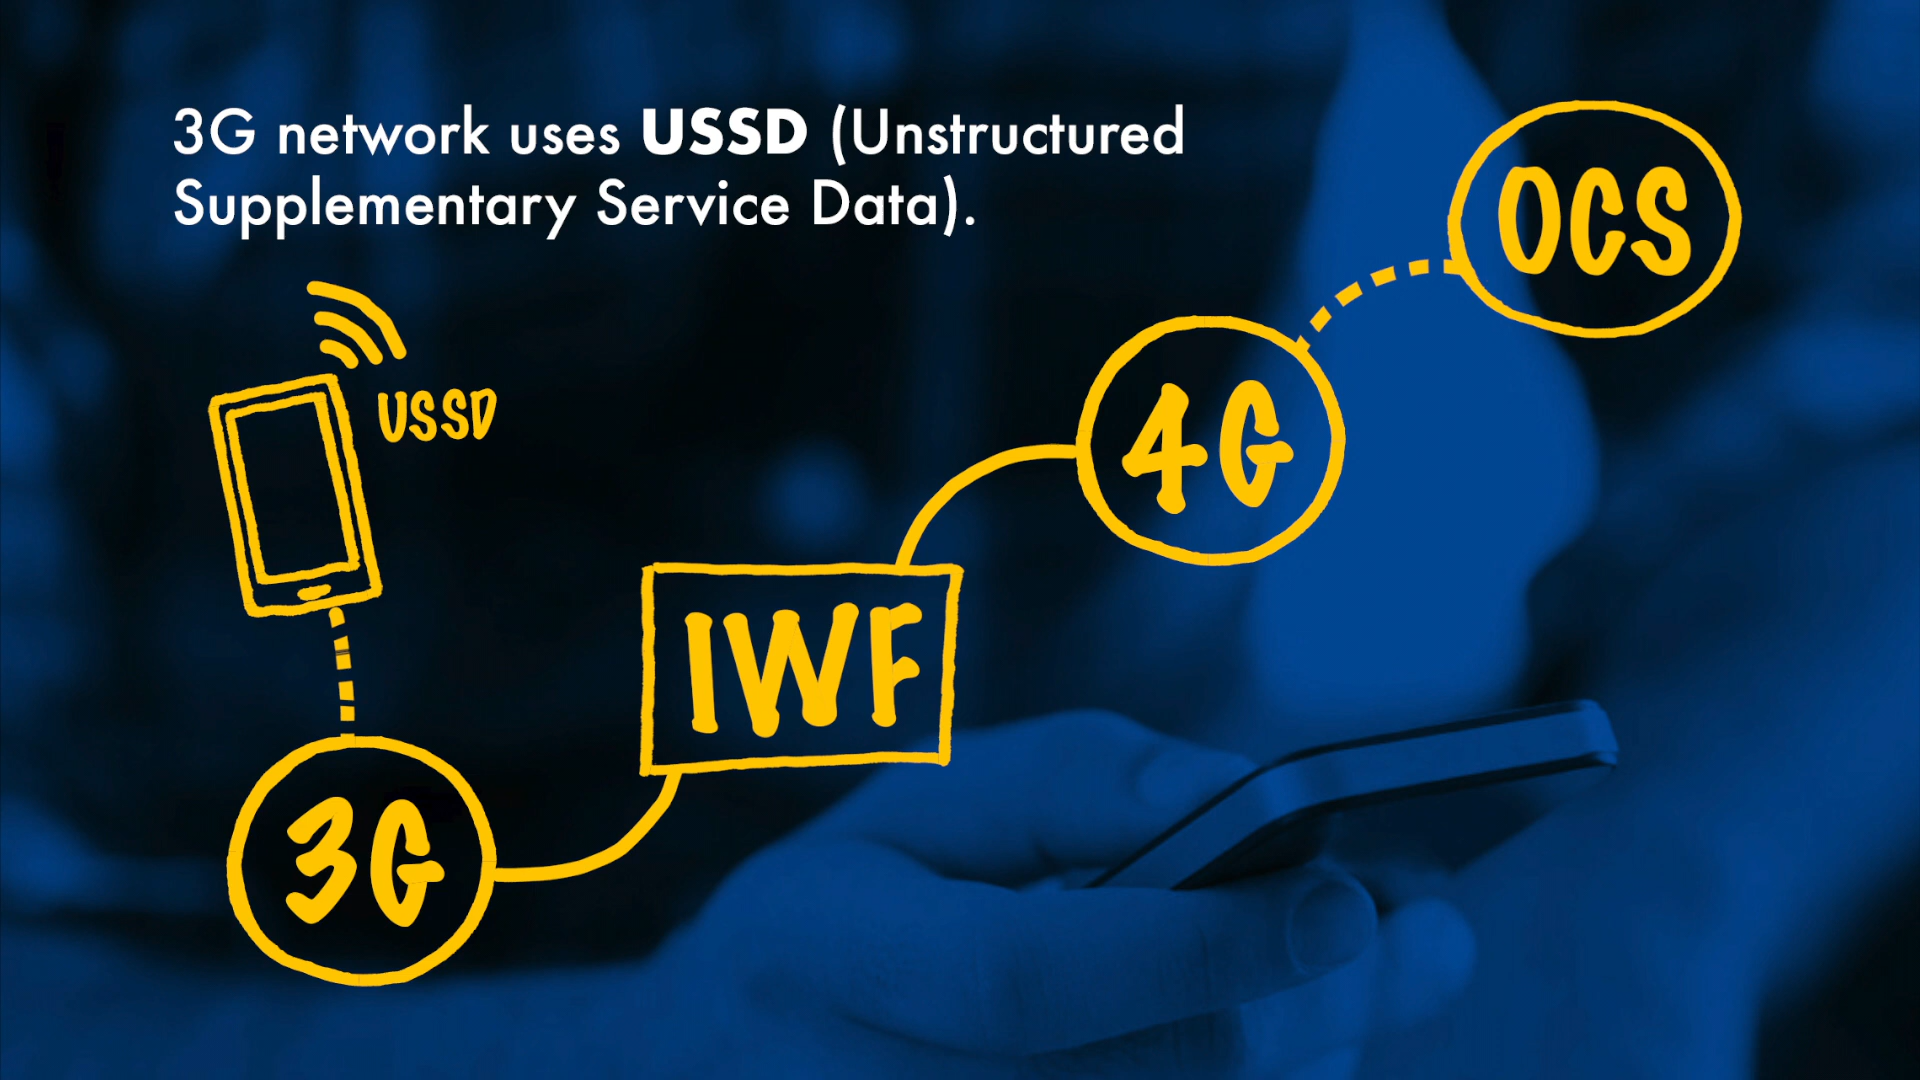 3G network uses USSD (Unstructured
Supplementary Service Data).
OCS
USSD
4G
IWF
3G